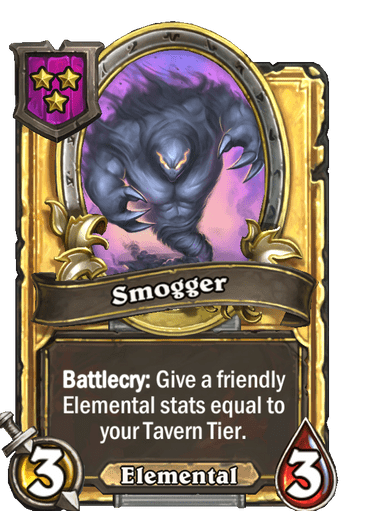 Smogger
Battlecry: Give a friendly
Elemental stats equal to
your Tavern Tier.
3
3
Elemental